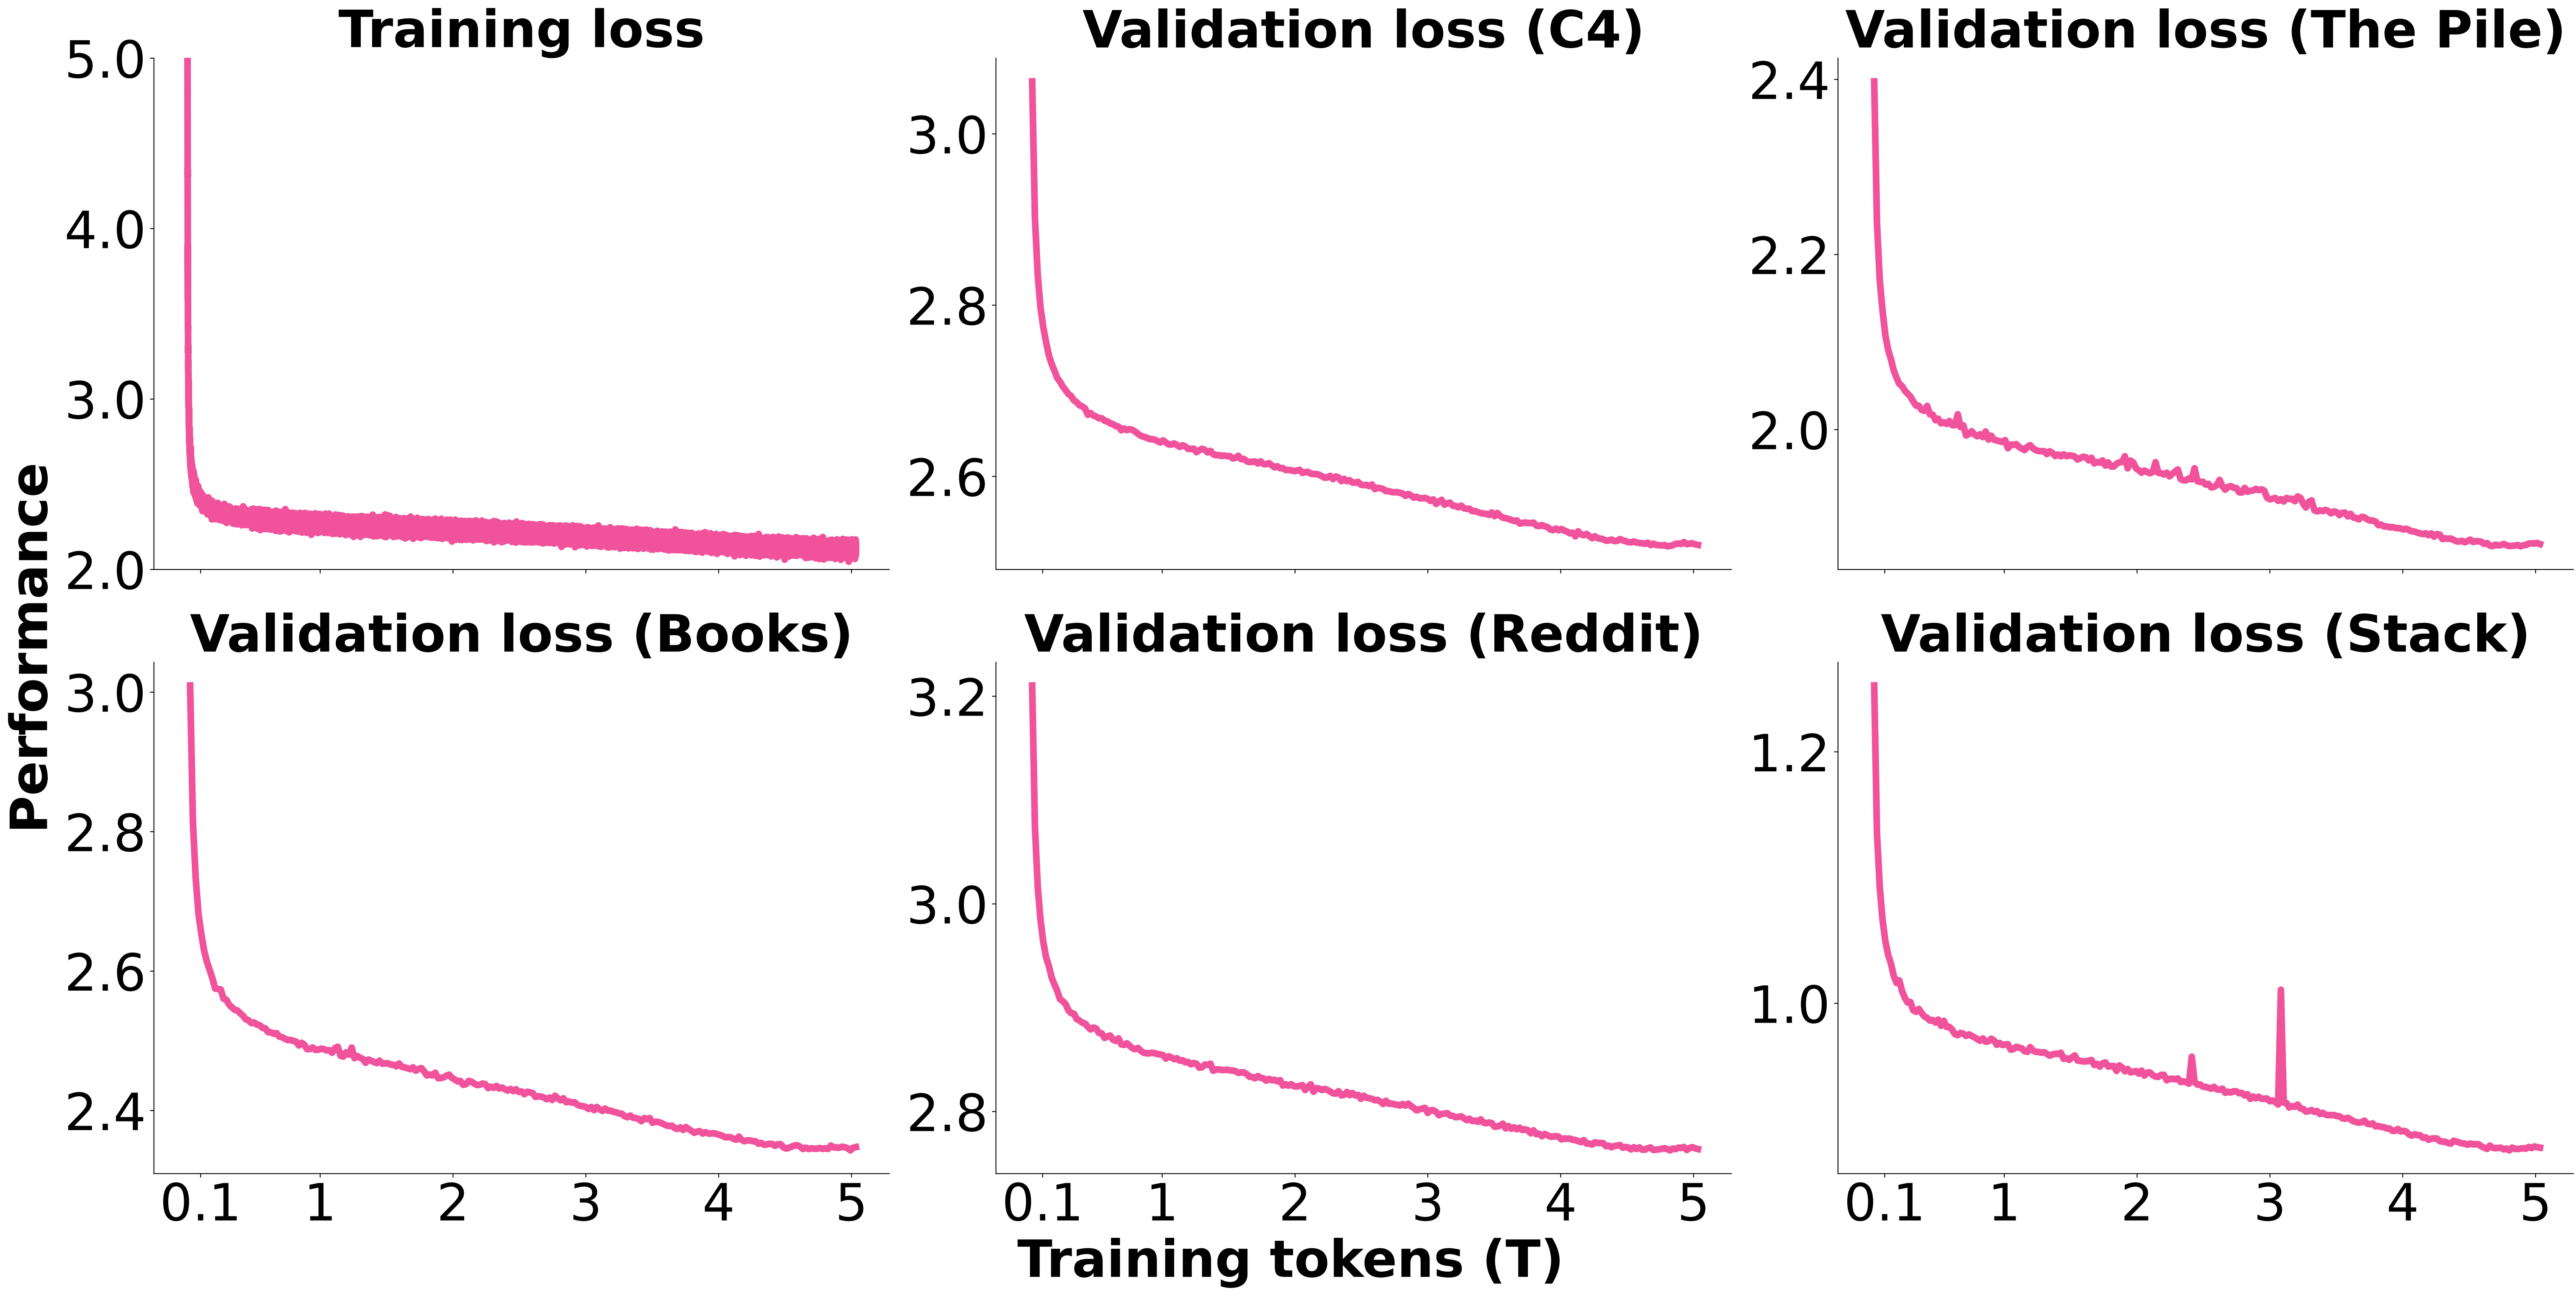 Training loss
Validation loss (C4)
Validation loss (The Pile)
5.0
4.0
3.0
2.0
3.0
2.8
2.6
2.4
2.2
2.0
Performance
Validation loss (Books)
Validation loss (Reddit)
Validation loss (Stack)
3.0
2.8
2.6
2.4
3.2
3.0
2.8
1.2
1.0
0.1 1 2 3 4 5
0.1 1 2 3 4 5
0.1 1 2 3 4 5
Training tokens (T)